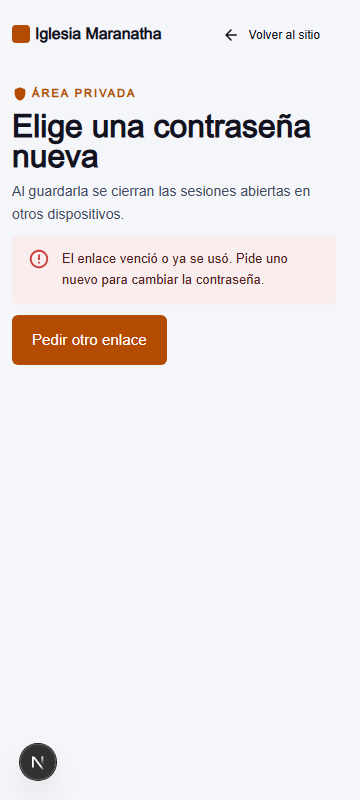 Iglesia Maranatha
Volver al sitio
ÁREA PRIVADA
Elige una contraseña
nueva
Al guardarla se cierran las sesiones abiertas en
otros dispositivos.
El enlace venció o ya se usó. Pide uno
nuevo para cambiar la contraseña.
Pedir otro enlace
N